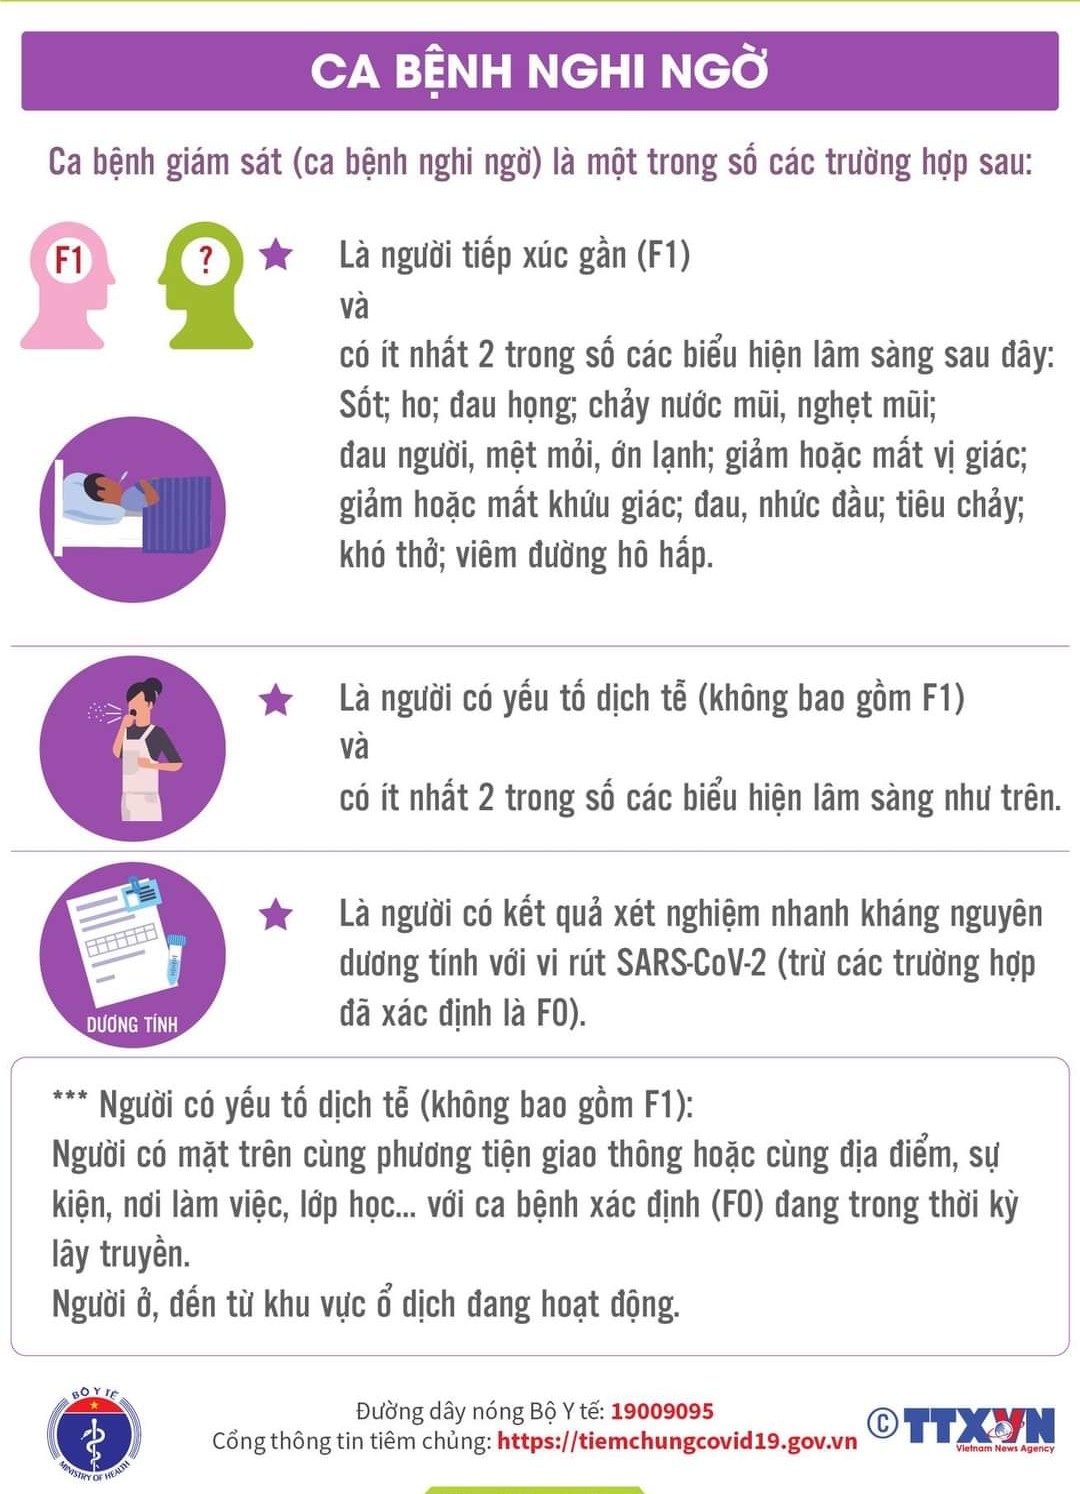 CA BỆNH NGHI NGỜ
Ca bệnh giám sát (ca bệnh nghi ngờ) là một trong số các trường hợp sau:
F1
?
Là người tiếp xúc gần (F1)
và
có ít nhất 2 trong số các biểu hiện lâm sàng sau đây:
Sốt; ho; đau họng; chảy nước mũi, nghẹt mũi;
đau người, mệt mỏi, ớn lạnh; giảm hoặc mất vị giác;
giảm hoặc mất khứu giác; đau, nhức đầu; tiêu chảy;
khó thở; viêm đường hô hấp.
Là người có yếu tố dịch tễ (không bao gồm F1)
và
có ít nhất 2 trong số các biểu hiện lâm sàng như trên.
DƯƠNG TÍNH
Là người có kết quả xét nghiệm nhanh kháng nguyên
dương tính với vi rút SARS-CoV-2 (trừ các trường hợp
đã xác định là F0).
*** Người có yếu tố dịch tễ (không bao gồm F1):
Người có mặt trên cùng phương tiện giao thông hoặc cùng địa điểm, sự
kiện, nơi làm việc, lớp học... với ca bệnh xác định (F0) đang trong thời kỳ
lây truyền.
Người ở, đến từ khu vực ổ dịch đang hoạt động.
BỘ Y TẾ
MINISTRY OF HEALTH
Đường dây nóng Bộ Y tế: 19009095
Cổng thông tin tiêm chủng: https://tiemchungcovid19.gov.vn
© TTXVN
Vietnam News Agency